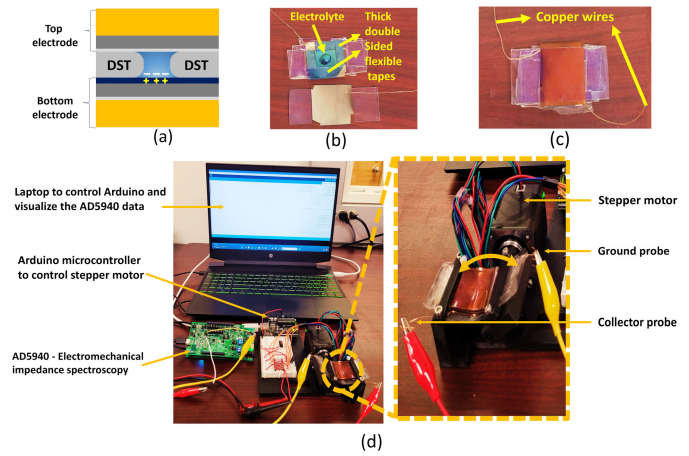 Top
electrode
DST
DST
Bottom
electrode
(a)
Electrolyte
Thick
double
Sided
flexible
tapes
(b)
Copper wires
(c)
Laptop to control Arduino and
visualize the AD5940 data
Arduino microcontroller
to control stepper motor
AD5940 - Electromechanical
impedance spectroscopy
Stepper motor
Ground probe
Collector probe
(d)